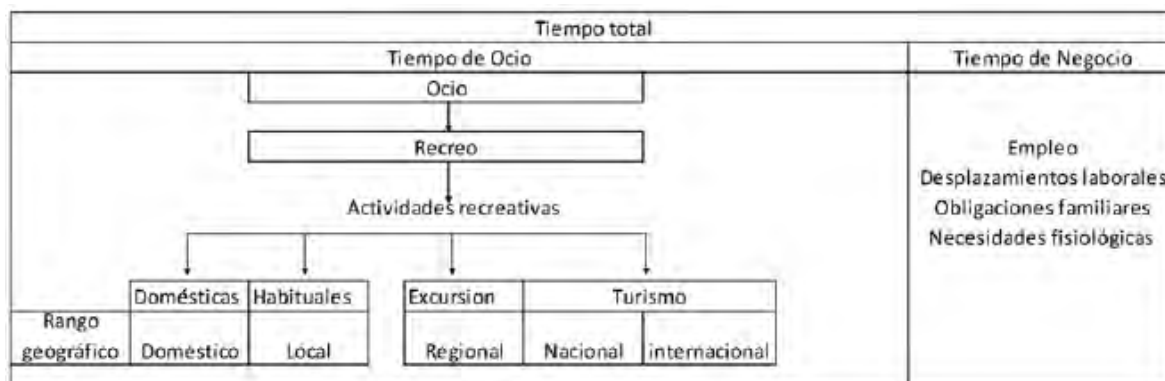 Tiempo total
Tiempo de Ocio
Tiempo de Negocio
Ocio
Recreo
Actividades recreativas
Empleo
Desplazamientos laborales
Obligaciones familiares
Necesidades fisiológicas
Domésticas Habituales Excursion Turismo
Rango
geográfico Doméstico Local Regional Nacional internacional